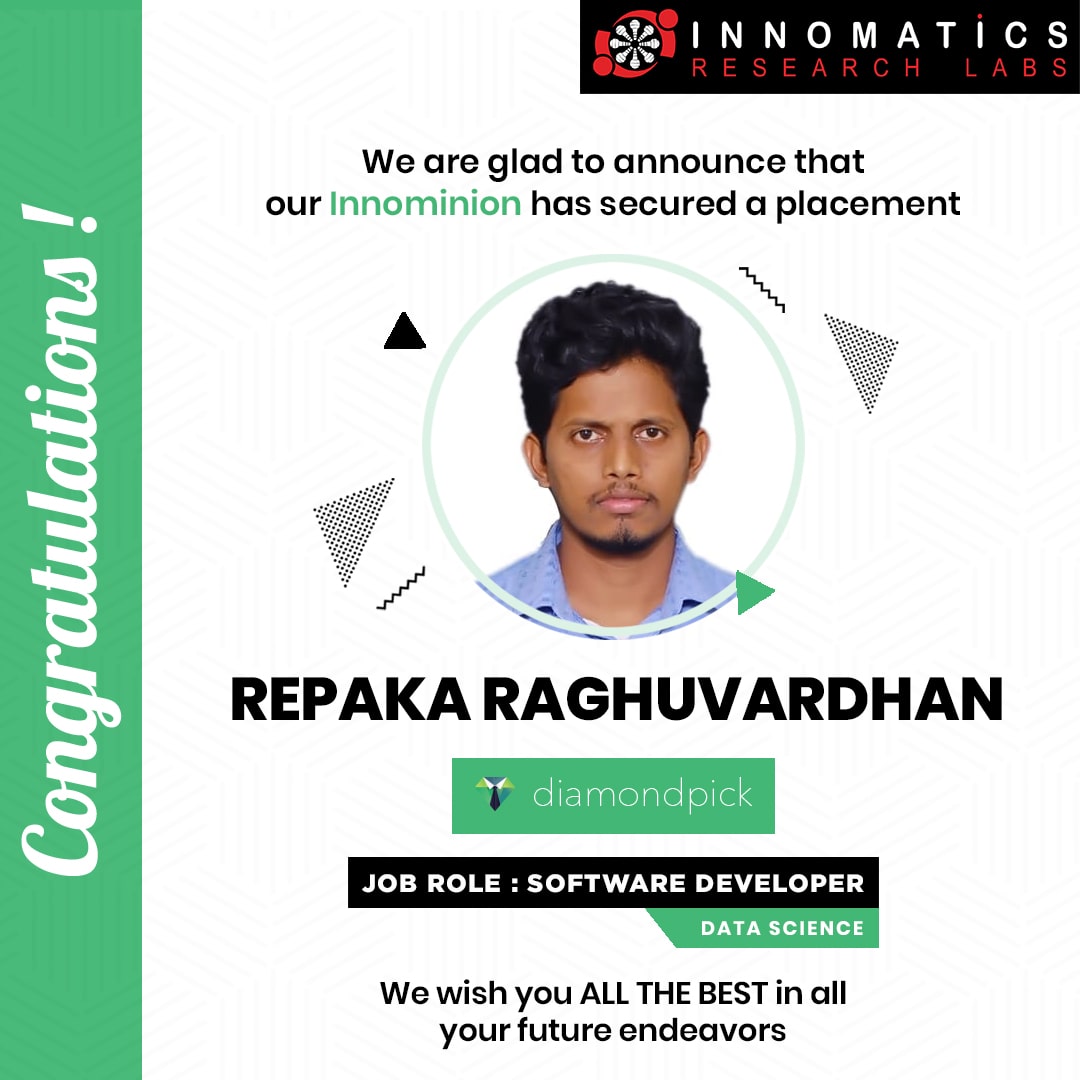 INNOMATICS
RESEARCH LABS
Congratulations !
We are glad to announce that
our Innominion has secured a placement
REPAKA RAGHUVARDHAN
diamondpick
JOB ROLE : SOFTWARE DEVELOPER
DATA SCIENCE
We wish you ALL THE BEST in all
your future endeavors